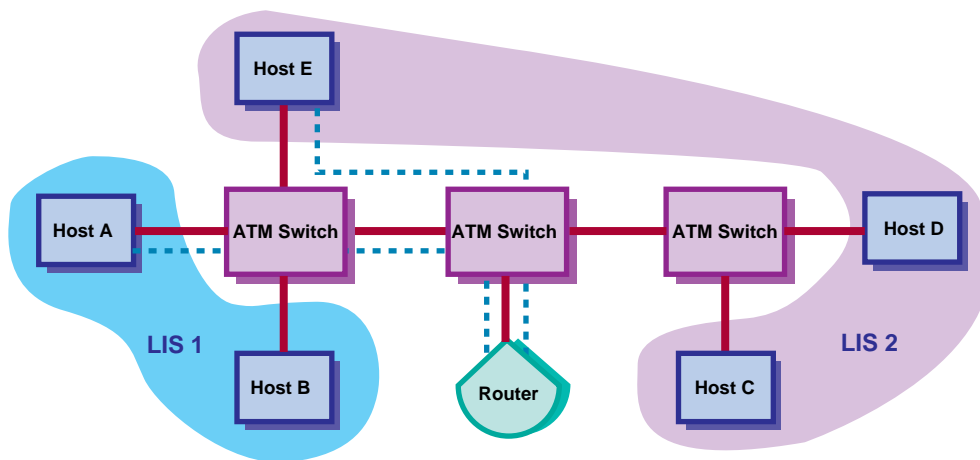 Host E
Host A
ATM Switch
ATM Switch
ATM Switch
Host D
LIS 1
LIS 2
Host B
Router
Host C